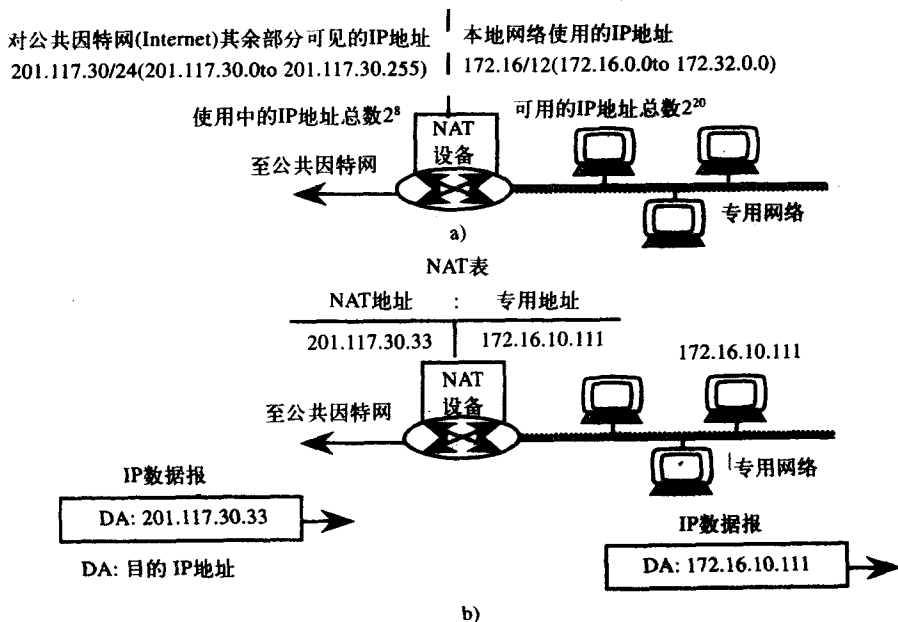 对公共因特网(Internet)其余部分可见的IP地址
201.117.30/24(201.117.30.0to 201.117.30.255)
本地网络使用的IP地址
172.16/12(172.16.0.0to 172.32.0.0)
使用中的IP地址总数2⁸
可用的IP地址总数2²⁰
NAT
设备
至公共因特网
专用网络
a)
NAT表
NAT地址 : 专用地址
201.117.30.33 172.16.10.111
172.16.10.111
NAT
设备
至公共因特网
专用网络
IP数据报
DA: 201.117.30.33
DA: 目的 IP地址
IP数据报
DA: 172.16.10.111
b)